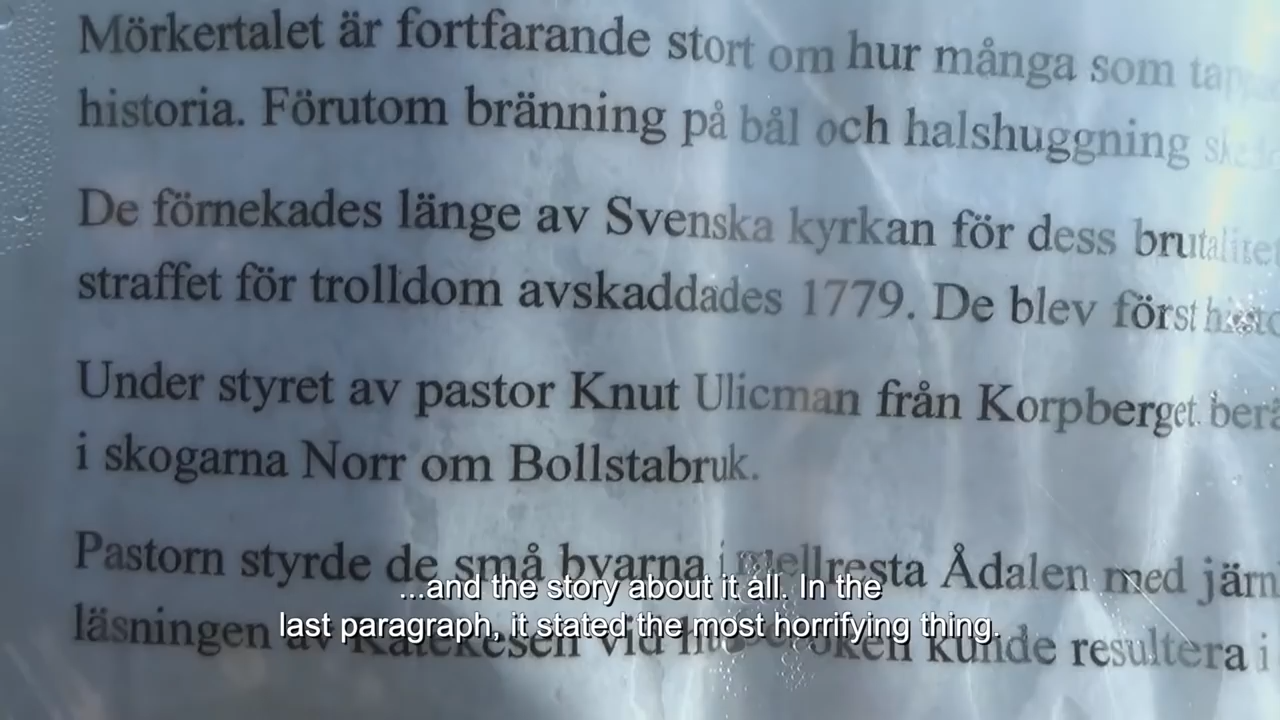 Mörkertalet är fortfarande stort om hur många som
historia. Förutom bränning på bål och halshuggning
De förnekades länge av Svenska kyrkan för dess
straffet för trolldom avskaddades 1779. De blev först
Under styret av pastor Knut Ulicman från Korpberget
i skogarna Norr om Bollstabruk.
Pastorn styrde de små byarna Ådalen med
läsningen av Katekesen vid kunde resultera i
...and the story about it all. In the
last paragraph, it stated the most horrifying thing.